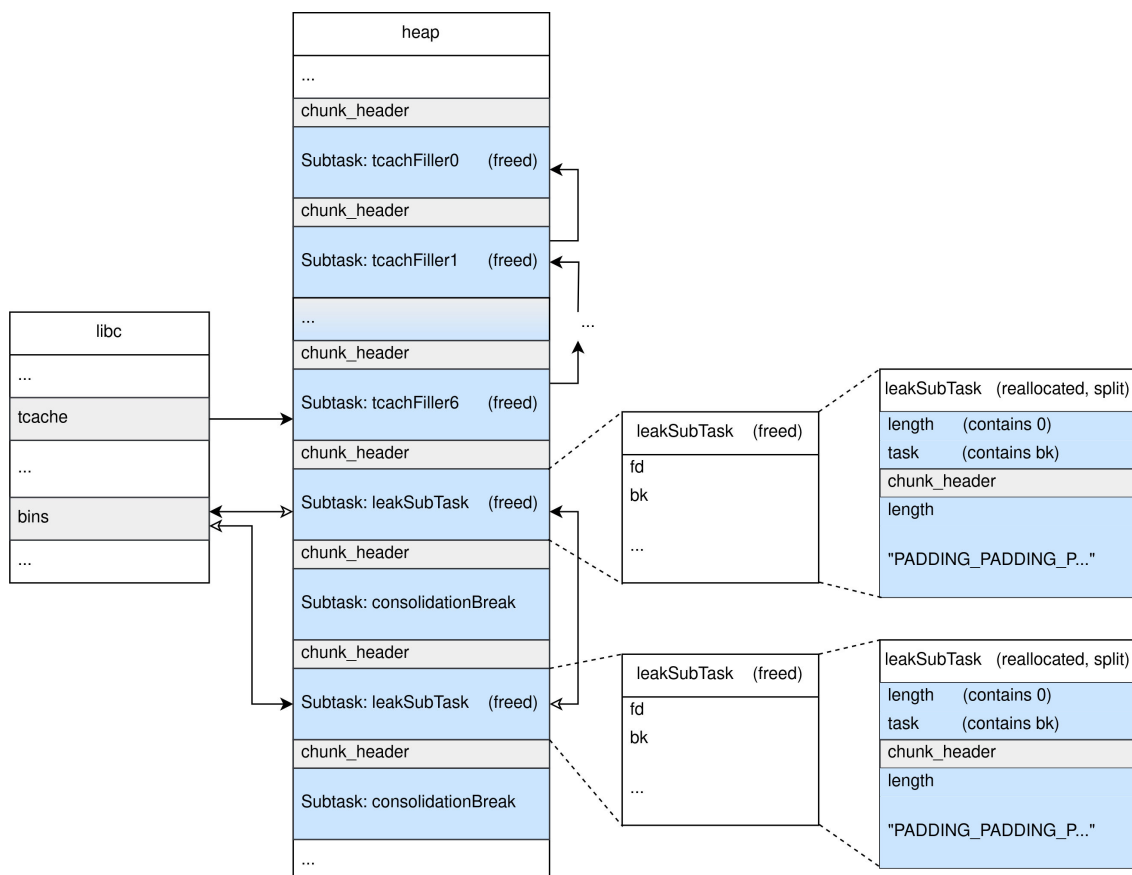 heap
...
chunk_header
Subtask: tcachFiller0 (freed)
chunk_header
Subtask: tcachFiller1 (freed)
...
...
chunk_header
Subtask: tcachFiller6 (freed)
chunk_header
Subtask: leakSubTask (freed)
chunk_header
Subtask: consolidationBreak
chunk_header
Subtask: leakSubTask (freed)
chunk_header
Subtask: consolidationBreak
...
libc
...
tcache
...
bins
...
leakSubTask (freed)
fd
bk
...
leakSubTask (reallocated, split)
length (contains 0)
task (contains bk)
chunk_header
length
"PADDING_PADDING_P..."
leakSubTask (freed)
fd
bk
...
leakSubTask (reallocated, split)
length (contains 0)
task (contains bk)
chunk_header
length
"PADDING_PADDING_P..."